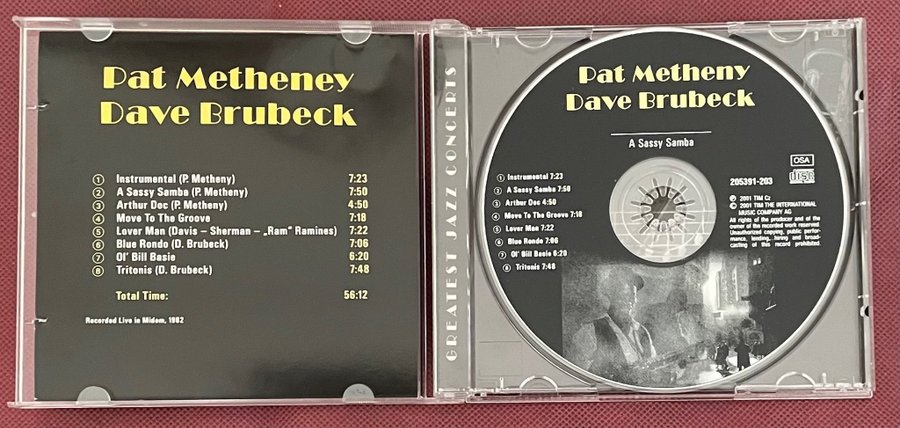 Pat Metheney
Dave Brubeck
① Instrumental (P. Metheny) 7:23
② A Sassy Samba (P. Metheny) 7:50
③ Arthur Doc (P. Metheny) 4:50
④ Move To The Groove 7:18
⑤ Lover Man (Davis – Sherman – „Ram" Ramines) 7:22
⑥ Blue Rondo (D. Brubeck) 7:06
⑦ Ol' Bill Basie 6:20
⑧ Tritonis (D. Brubeck) 7:48
Total Time: 56:12
Recorded Live in Midem, 1982
GREATEST JAZZ CONCERTS
Pat Metheny
Dave Brubeck
A Sassy Samba
① Instrumental 7:23
② A Sassy Samba 7:50
③ Arthur Doc 4:50
④ Move To The Groove 7:18
⑤ Lover Man 7:22
⑥ Blue Rondo 7:06
⑦ Ol' Bill Basie 6:20
⑧ Tritonis 7:48
OSA
205391-203
℗ 2001 TIM Cz
© 2001 TIM THE INTERNATIONAL
MUSIC COMPANY AG
All rights of the producer and of the
owner of the recorded work reserved.
Unauthorized copying, public perfor-
mance, lending, hiring and broad-
casting of this record prohibited.